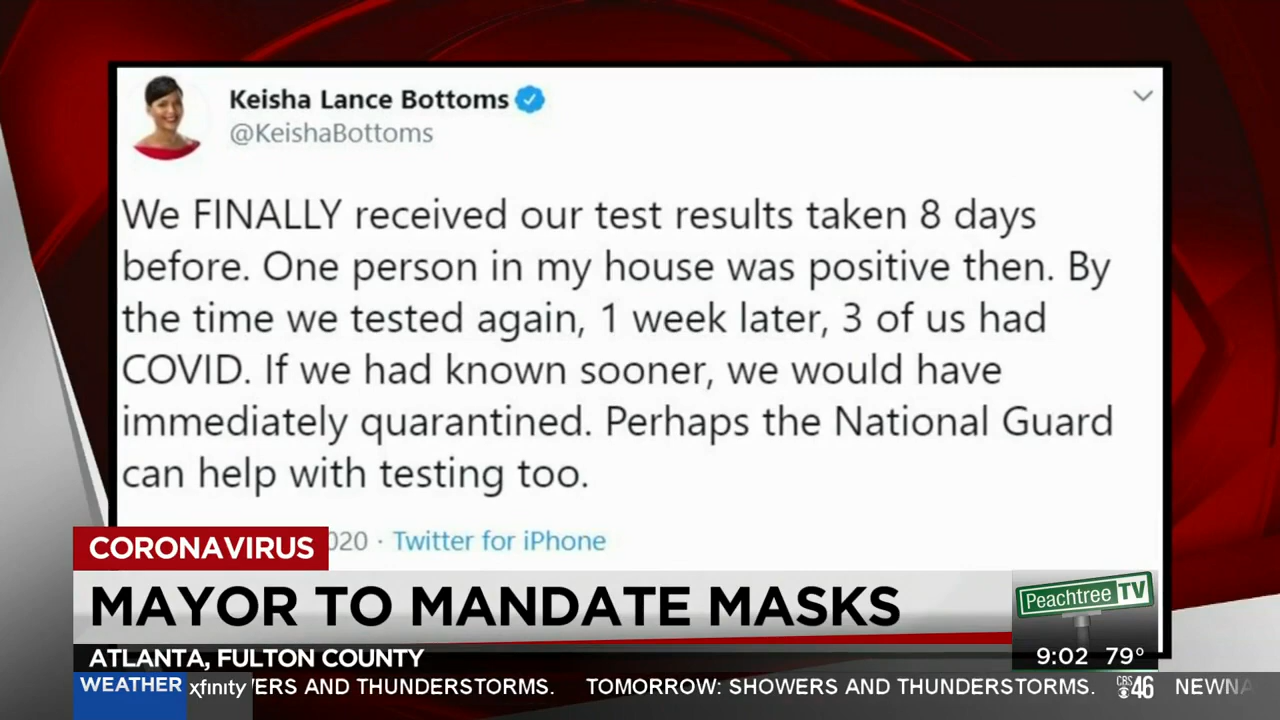 Keisha Lance Bottoms
@KeishaBottoms
We FINALLY received our test results taken 8 days
before. One person in my house was positive then. By
the time we tested again, 1 week later, 3 of us had
COVID. If we had known sooner, we would have
immediately quarantined. Perhaps the National Guard
can help with testing too.
020 · Twitter for iPhone
CORONAVIRUS
MAYOR TO MANDATE MASKS
Peachtree TV
ATLANTA, FULTON COUNTY
9:02 79°
WEATHER xfinity ERS AND THUNDERSTORMS. TOMORROW: SHOWERS AND THUNDERSTORMS. CBS 46 NEWNA